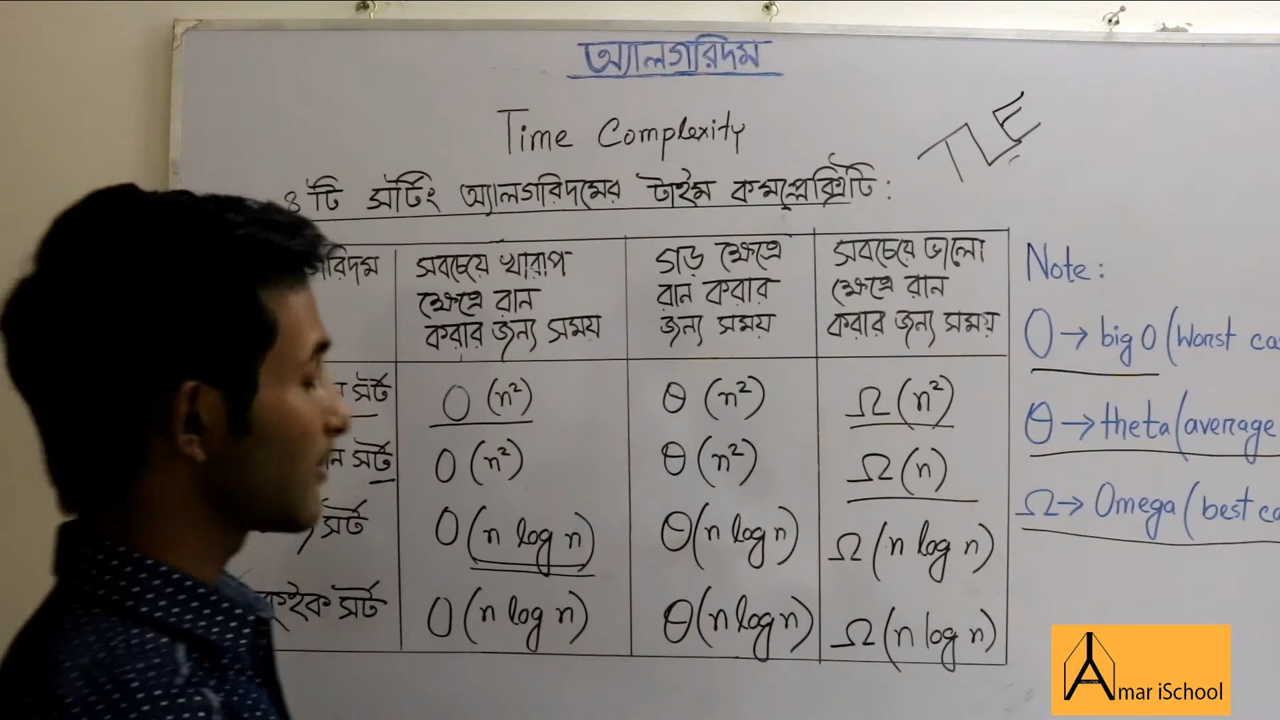 অ্যালগরিদম
Time Complexity
TLE
৪ টি সর্টিং অ্যালগরিদমের টাইম কমপ্লেক্সিটি:
রিদম
সবচেয়ে খারাপ
ক্ষেত্রে রান
করার জন্য সময়
গড় ক্ষেত্রে
রান করার
জন্য সময়
সবচেয়ে ভালো
ক্ষেত্রে রান
করার জন্য সময়
ন সর্ট O (n²) θ (n²) Ω (n²)
ন সর্ট O (n²) θ (n²) Ω (n)
সর্ট O (n log n) θ (n log n) Ω (n log n)
কুইক সর্ট O (n log n) θ (n log n) Ω (n log n)
Note:
O → big O (Worst ca
θ → theta (average
Ω → Omega (best ca
Amar iSchool